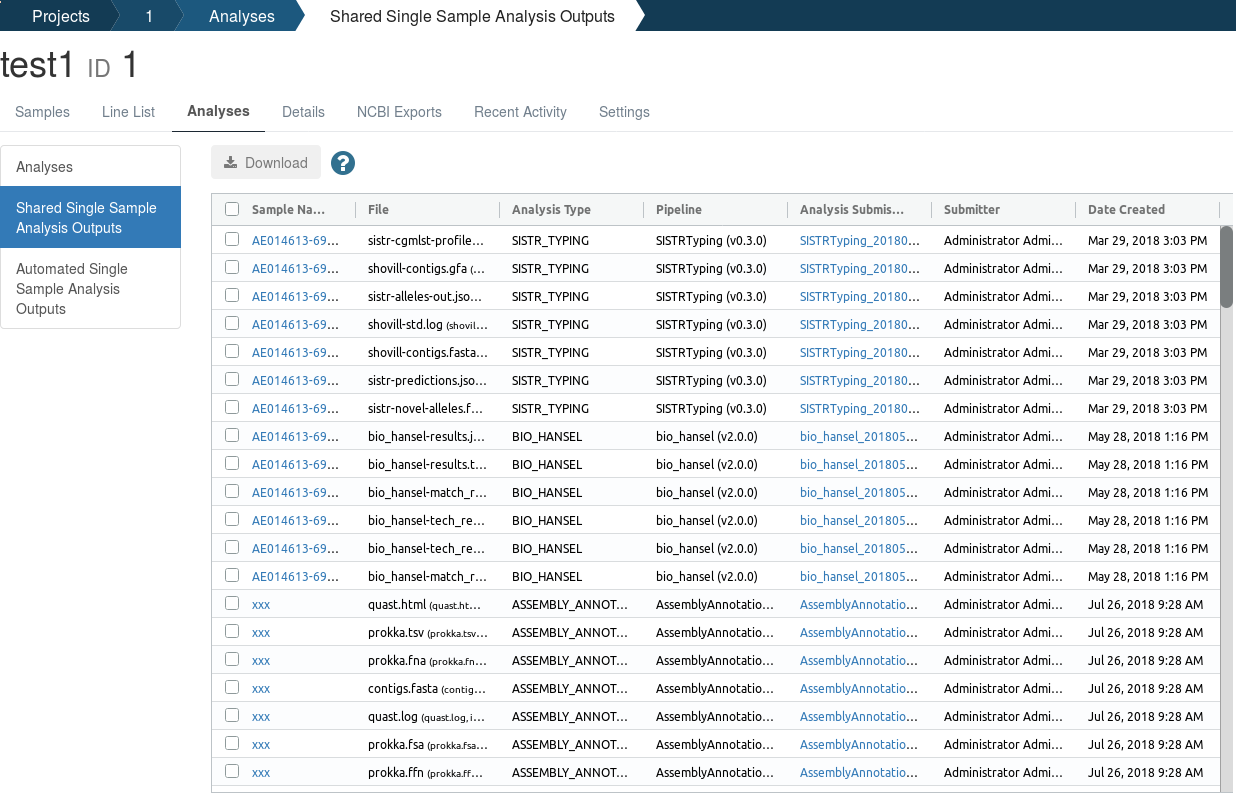 Projects 1 Analyses Shared Single Sample Analysis Outputs
test1 ID 1
Samples Line List Analyses Details NCBI Exports Recent Activity Settings
Analyses
Shared Single Sample
Analysis Outputs
Automated Single
Sample Analysis
Outputs
Download ?
Sample Na... File Analysis Type Pipeline Analysis Submis... Submitter Date Created
AE014613-69... sistr-cgmlst-profile... SISTR_TYPING SISTRTyping (v0.3.0) SISTRTyping_20180... Administrator Admi... Mar 29, 2018 3:03 PM
AE014613-69... shovill-contigs.gfa (... SISTR_TYPING SISTRTyping (v0.3.0) SISTRTyping_20180... Administrator Admi... Mar 29, 2018 3:03 PM
AE014613-69... sistr-alleles-out.jso... SISTR_TYPING SISTRTyping (v0.3.0) SISTRTyping_20180... Administrator Admi... Mar 29, 2018 3:03 PM
AE014613-69... shovill-std.log (shovil... SISTR_TYPING SISTRTyping (v0.3.0) SISTRTyping_20180... Administrator Admi... Mar 29, 2018 3:03 PM
AE014613-69... shovill-contigs.fasta... SISTR_TYPING SISTRTyping (v0.3.0) SISTRTyping_20180... Administrator Admi... Mar 29, 2018 3:03 PM
AE014613-69... sistr-predictions.jso... SISTR_TYPING SISTRTyping (v0.3.0) SISTRTyping_20180... Administrator Admi... Mar 29, 2018 3:03 PM
AE014613-69... sistr-novel-alleles.f... SISTR_TYPING SISTRTyping (v0.3.0) SISTRTyping_20180... Administrator Admi... Mar 29, 2018 3:03 PM
AE014613-69... bio_hansel-results.j... BIO_HANSEL bio_hansel (v2.0.0) bio_hansel_201805... Administrator Admi... May 28, 2018 1:16 PM
AE014613-69... bio_hansel-results.t... BIO_HANSEL bio_hansel (v2.0.0) bio_hansel_201805... Administrator Admi... May 28, 2018 1:16 PM
AE014613-69... bio_hansel-match_r... BIO_HANSEL bio_hansel (v2.0.0) bio_hansel_201805... Administrator Admi... May 28, 2018 1:16 PM
AE014613-69... bio_hansel-tech_re... BIO_HANSEL bio_hansel (v2.0.0) bio_hansel_201805... Administrator Admi... May 28, 2018 1:16 PM
AE014613-69... bio_hansel-tech_re... BIO_HANSEL bio_hansel (v2.0.0) bio_hansel_201805... Administrator Admi... May 28, 2018 1:16 PM
AE014613-69... bio_hansel-match_r... BIO_HANSEL bio_hansel (v2.0.0) bio_hansel_201805... Administrator Admi... May 28, 2018 1:16 PM
xxx quast.html (quast.ht... ASSEMBLY_ANNOT... AssemblyAnnotatio... AssemblyAnnotatio... Administrator Admi... Jul 26, 2018 9:28 AM
xxx prokka.tsv (prokka.tsv... ASSEMBLY_ANNOT... AssemblyAnnotatio... AssemblyAnnotatio... Administrator Admi... Jul 26, 2018 9:28 AM
xxx prokka.fna (prokka.fn... ASSEMBLY_ANNOT... AssemblyAnnotatio... AssemblyAnnotatio... Administrator Admi... Jul 26, 2018 9:28 AM
xxx contigs.fasta (contig... ASSEMBLY_ANNOT... AssemblyAnnotatio... AssemblyAnnotatio... Administrator Admi... Jul 26, 2018 9:28 AM
xxx quast.log (quast.log, i... ASSEMBLY_ANNOT... AssemblyAnnotatio... AssemblyAnnotatio... Administrator Admi... Jul 26, 2018 9:28 AM
xxx prokka.fsa (prokka.fsa... ASSEMBLY_ANNOT... AssemblyAnnotatio... AssemblyAnnotatio... Administrator Admi... Jul 26, 2018 9:28 AM
xxx prokka.ffn (prokka.ff... ASSEMBLY_ANNOT... AssemblyAnnotatio... AssemblyAnnotatio... Administrator Admi... Jul 26, 2018 9:28 AM